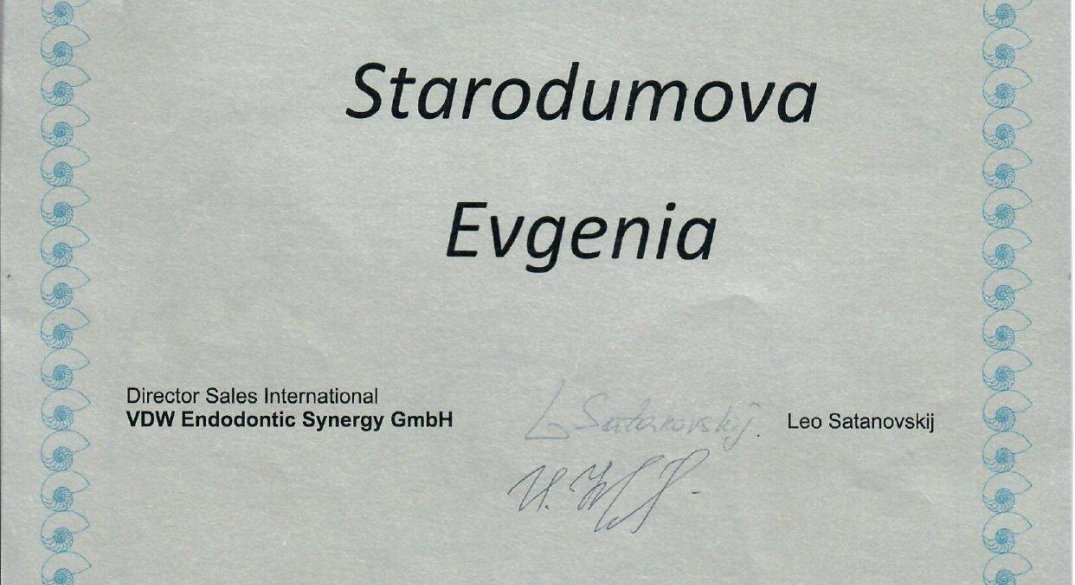 Starodumova
Evgenia
Director Sales International
VDW Endodontic Synergy GmbH
L Satanovskij
Leo Satanovskij